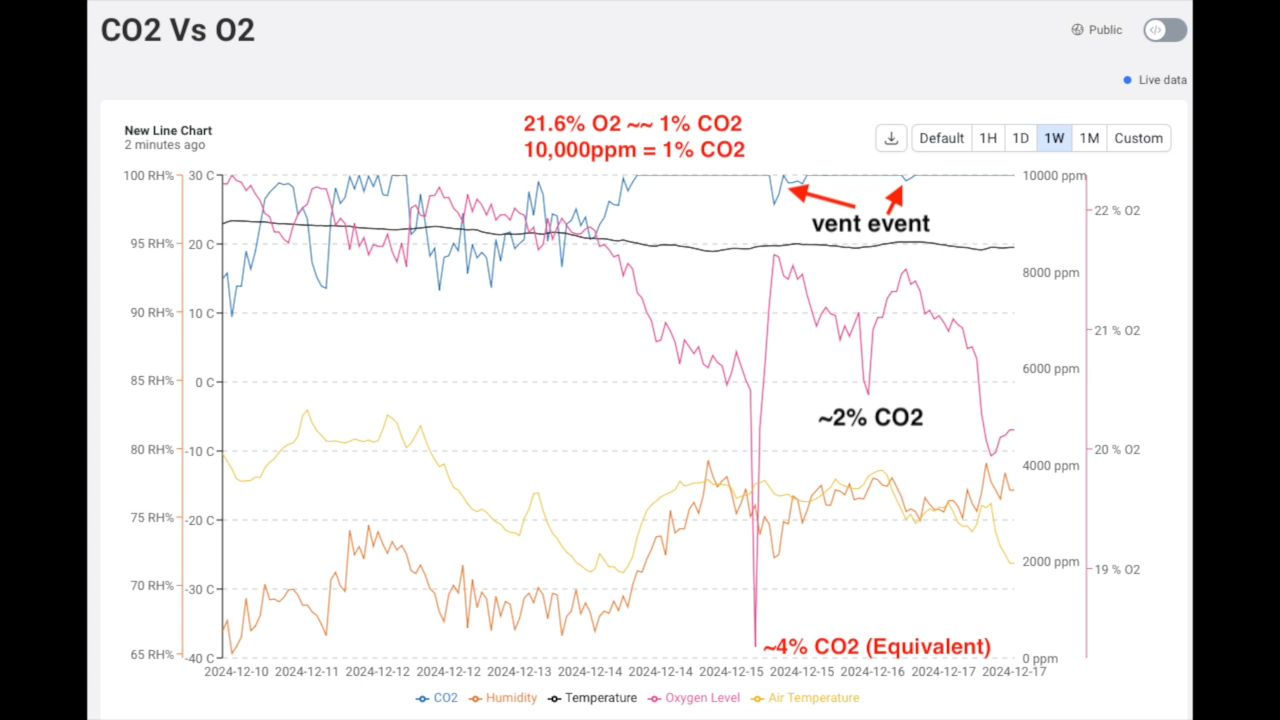 CO2 Vs O2
Public
Live data
New Line Chart
2 minutes ago
21.6% O2 ~~ 1% CO2
10,000ppm = 1% CO2
Default 1H 1D 1W 1M Custom
100 RH% 30 C 10000 ppm
22 % O2
vent event
95 RH% 20 C
8000 ppm
90 RH% 10 C
21 % O2
6000 ppm
85 RH% 0 C
~2% CO2
80 RH% -10 C 20 % O2
4000 ppm
75 RH% -20 C
2000 ppm
19 % O2
70 RH% -30 C
~4% CO2 (Equivalent)
65 RH% -40 C 0 ppm
2024-12-10 2024-12-11 2024-12-12 2024-12-12 2024-12-13 2024-12-14 2024-12-14 2024-12-15 2024-12-15 2024-12-16 2024-12-17 2024-12-17
CO2 Humidity Temperature Oxygen Level Air Temperature